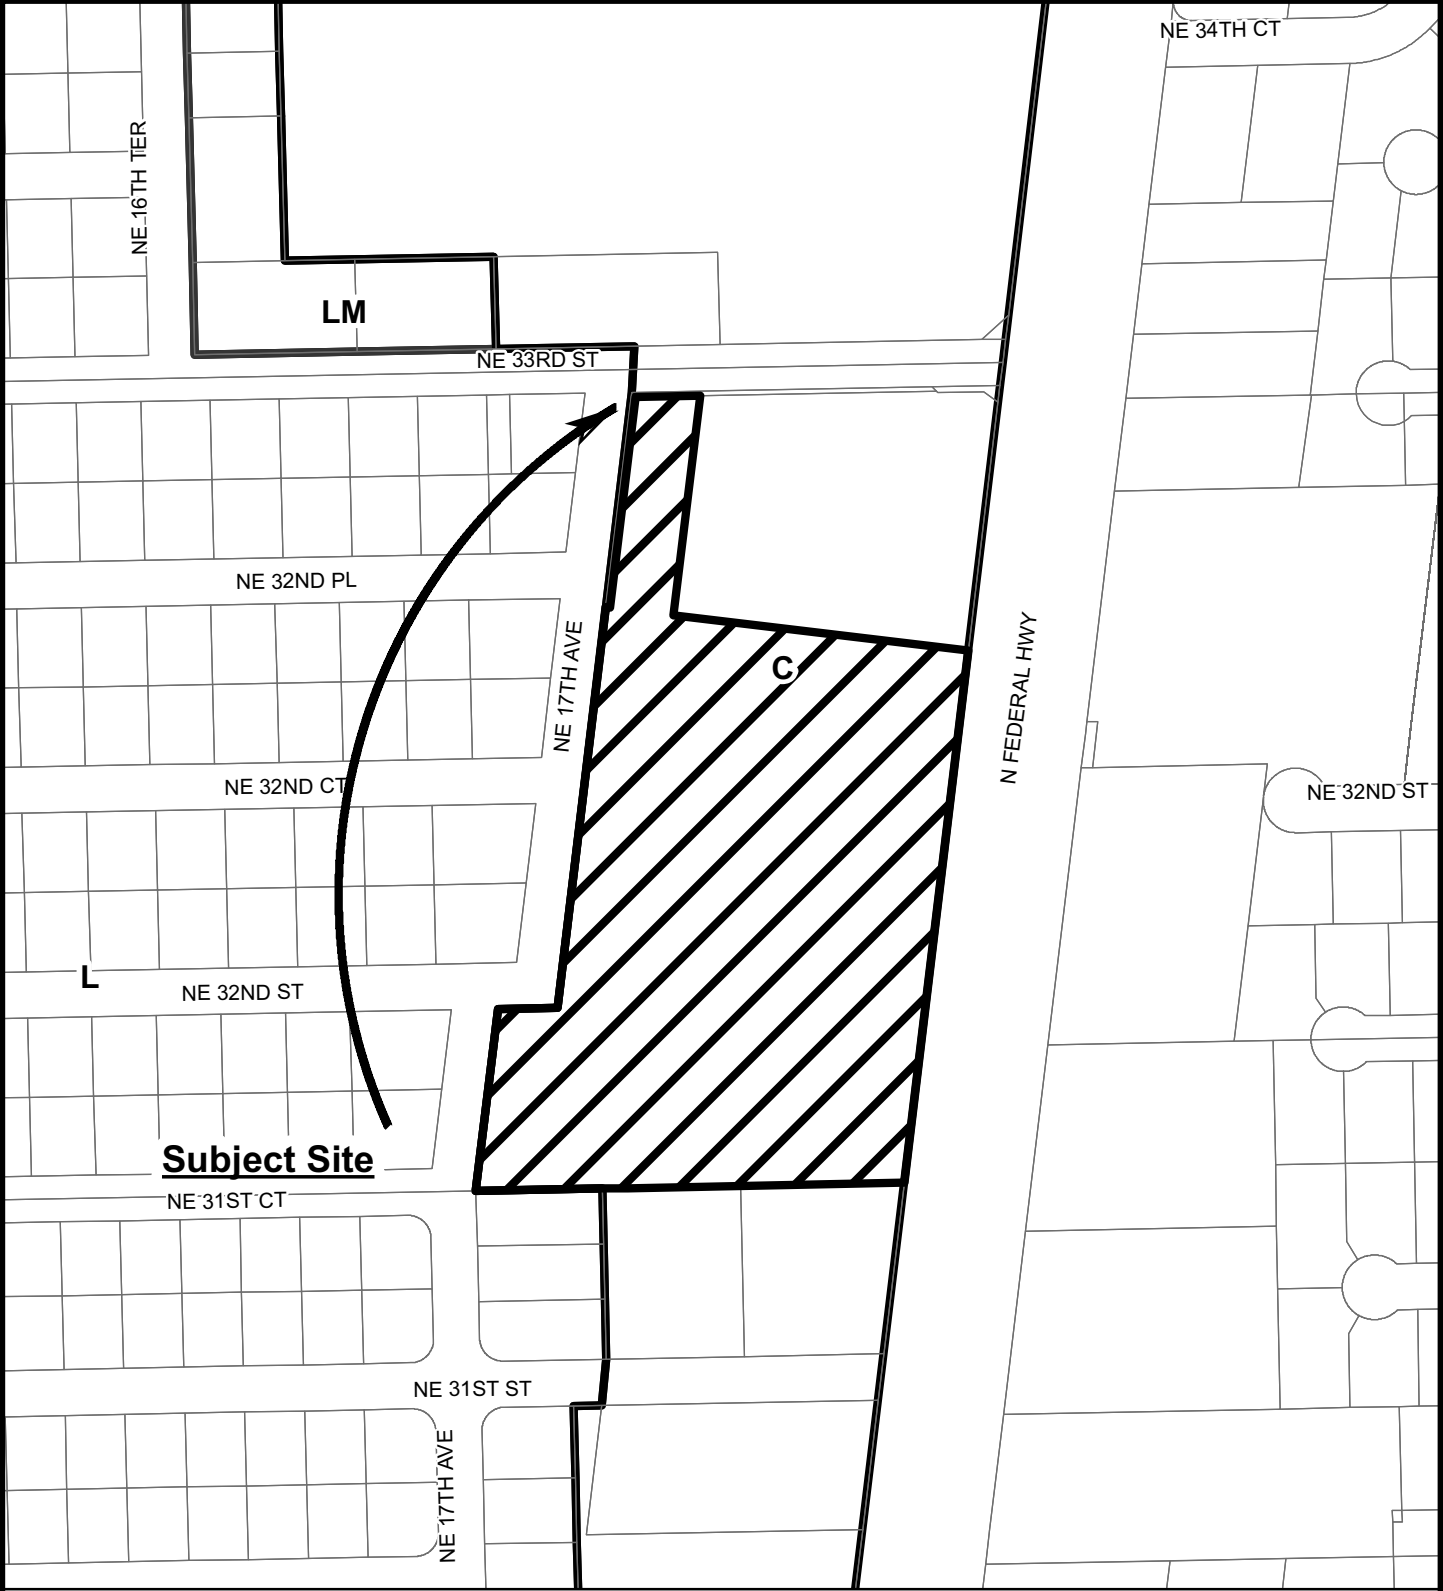 NE 34TH CT
NE 16TH TER
LM
NE 33RD ST
NE 32ND PL
NE 17TH AVE
C
N FEDERAL HWY
NE 32ND CT
NE 32ND ST
L
NE 32ND ST
Subject Site
NE 31ST CT
NE 31ST ST
NE 17TH AVE